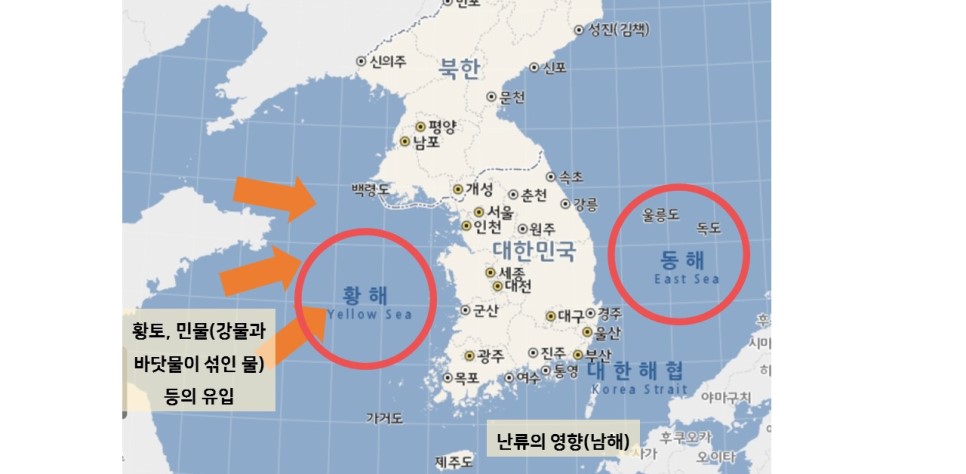 성진(김책)
신의주
북한
신포
문천
평양
남포
백령도
개성
속초
춘천
강릉
서울
인천
원주
대한민국
울릉도
독도
동해
East Sea
세종
대전
황해
Yellow Sea
군산
대구
경주
울산
황토, 민물(강물과
바닷물이 섞인 물)
등의 유입
광주
진주
부산
통영
대한해협
Korea Strait
목포
여수
야마구치
가거도
난류의 영향(남해)
후쿠오카
오이타
제주도